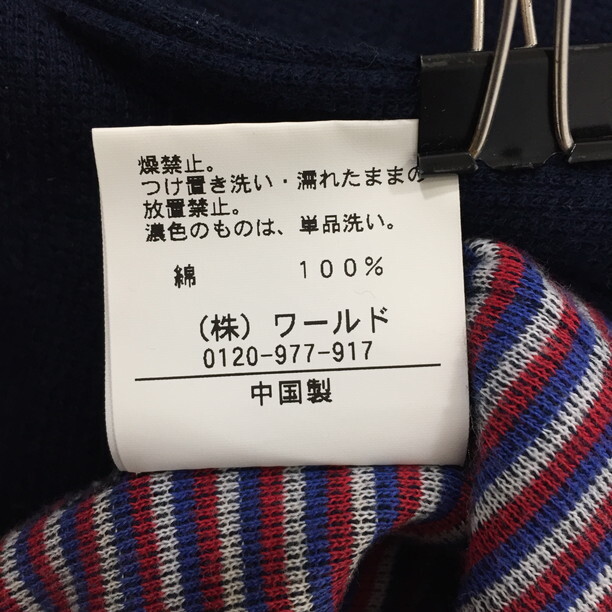 燥禁止。
つけ置き洗い・濡れたままの
放置禁止。
濃色のものは、単品洗い。
綿 100%
(株)ワールド
0120-977-917
中国製